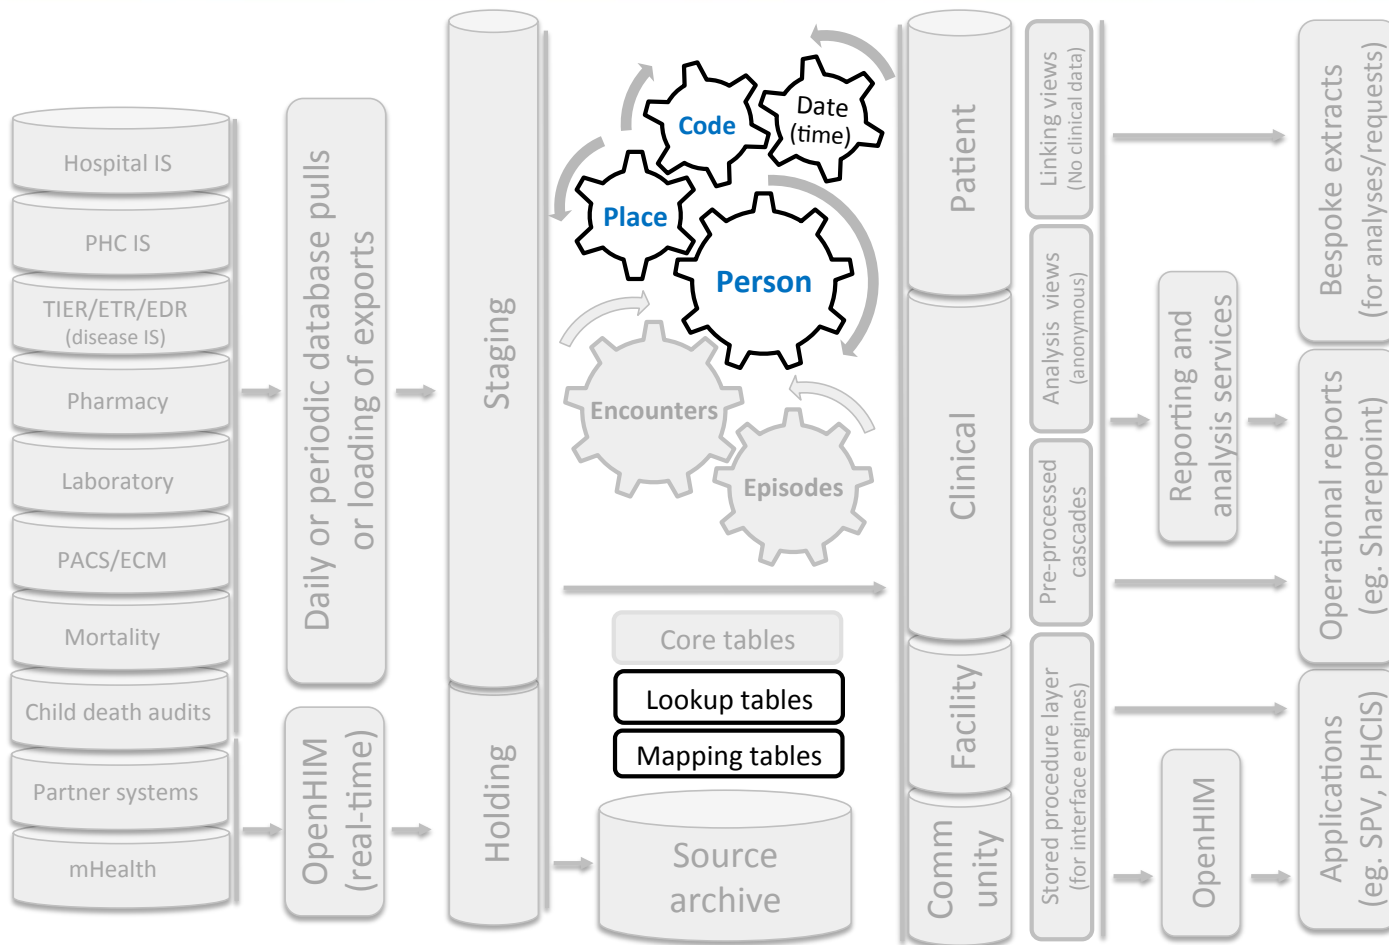 Hospital IS
PHC IS
TIER/ETR/EDR
(disease IS)
Pharmacy
Laboratory
PACS/ECM
Mortality
Child death audits
Partner systems
mHealth
Daily or periodic database pulls
or loading of exports
OpenHIM
(real-time)
Staging
Holding
Code
Date
(time)
Place
Person
Encounters
Episodes
Core tables
Lookup tables
Mapping tables
Source
archive
Patient
Clinical
Facility
Comm
unity
Linking views
(No clinical data)
Analysis views
(anonymous)
Pre-processed
cascades
Stored procedure layer
(for interface engines)
Reporting and
analysis services
OpenHIM
Bespoke extracts
(for analyses/requests)
Operational reports
(eg. Sharepoint)
Applications
(eg. SPV, PHCIS)